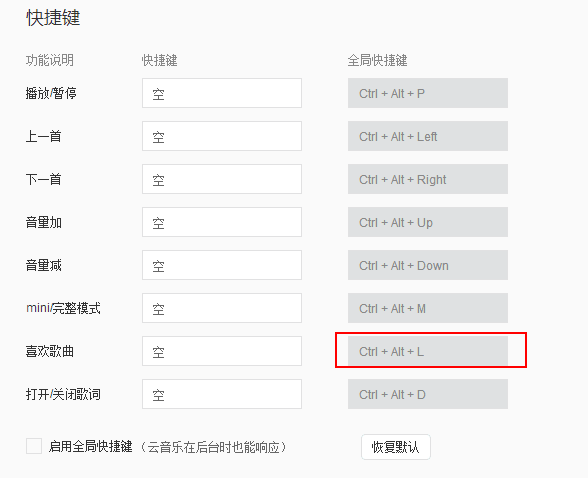 快捷键
功能说明 快捷键 全局快捷键
播放/暂停 空 Ctrl + Alt + P
上一首 空 Ctrl + Alt + Left
下一首 空 Ctrl + Alt + Right
音量加 空 Ctrl + Alt + Up
音量减 空 Ctrl + Alt + Down
mini/完整模式 空 Ctrl + Alt + M
喜欢歌曲 空 Ctrl + Alt + L
打开/关闭歌词 空 Ctrl + Alt + D
启用全局快捷键（云音乐在后台时也能响应） 恢复默认